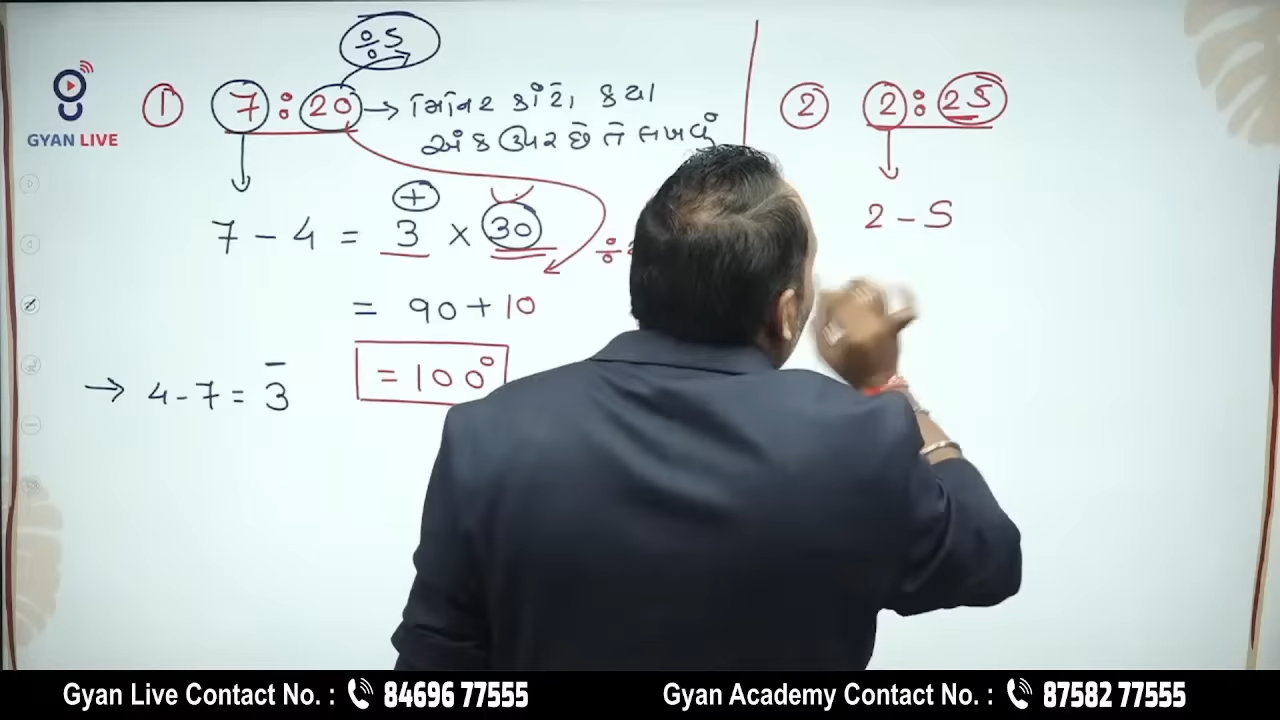 ÷5
GYAN LIVE
① 7 : 20 → મિનિટ કાંટો કયા
અંક ઉપર છે તે લખવું
+
7 - 4 = 3 × 30
÷
= 90 + 10
= 100°
→ 4 - 7 = 3̄
② 2 : 25
2 - 5
Gyan Live Contact No. : 84696 77555
Gyan Academy Contact No. : 87582 77555